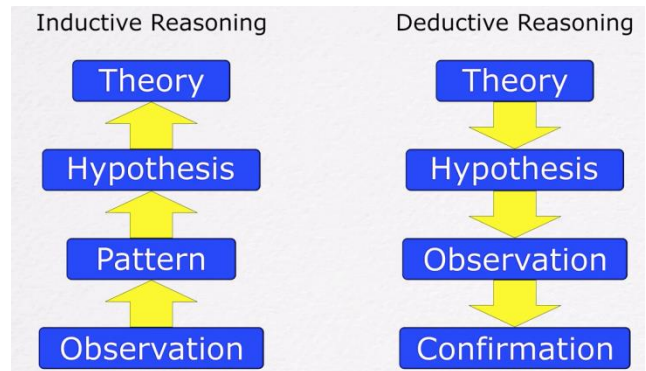 Inductive Reasoning
Theory
Hypothesis
Pattern
Observation
Deductive Reasoning
Theory
Hypothesis
Observation
Confirmation